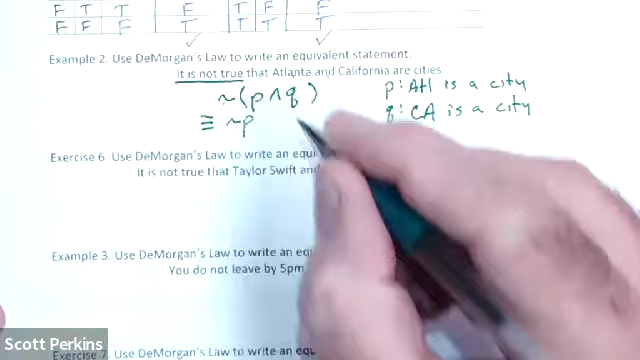 F T T F T F F
F F F T T T T
Example 2. Use DeMorgan's Law to write an equivalent statement.
It is not true that Atlanta and California are cities.
~(p ∧ q)
p: Atl is a city
≅ ~p
q: CA is a city
Exercise 6. Use DeMorgan's Law to write an equi
It is not true that Taylor Swift and
Example 3. Use DeMorgan's Law to write an equ
You do not leave by 5pm
Exercise 7. Use DeMorgan's Law to write an equ
Scott Perkins